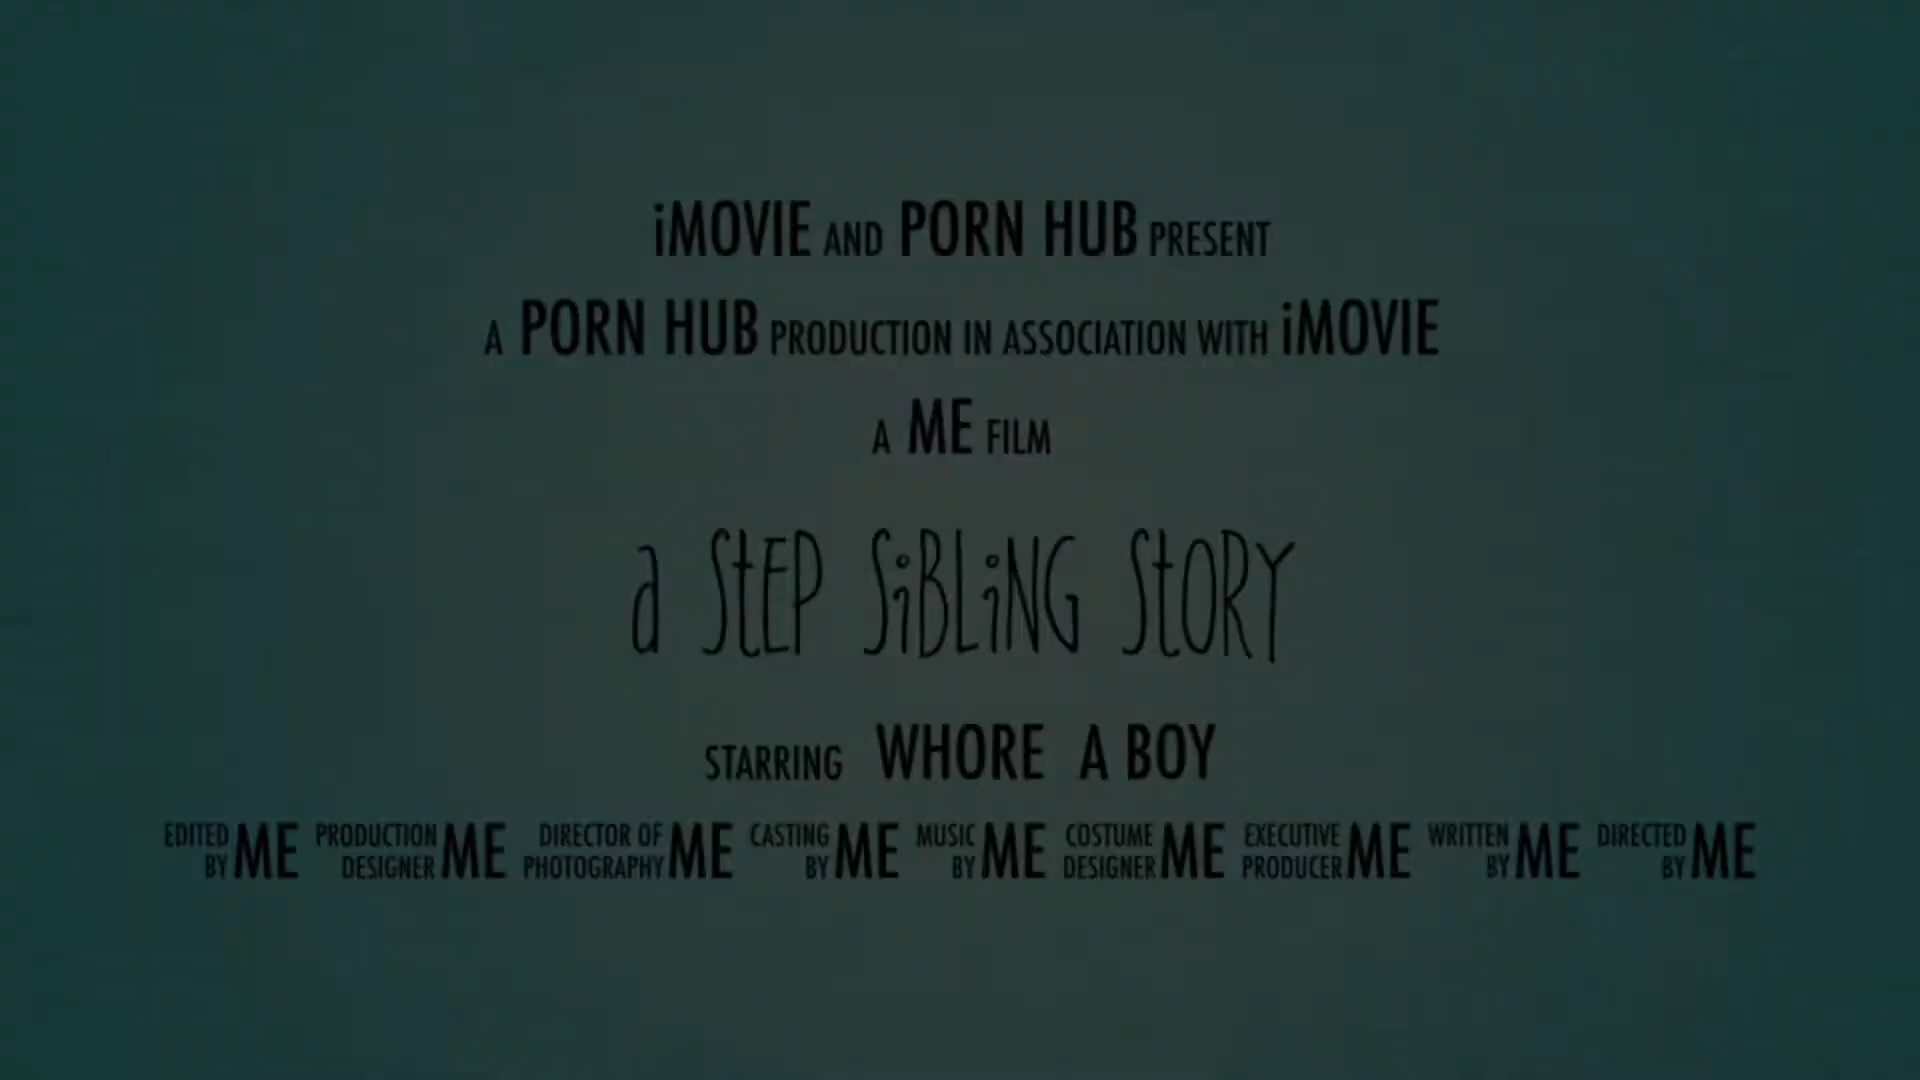 iMOVIE AND PORN HUB PRESENT
A PORN HUB PRODUCTION IN ASSOCIATION WITH iMOVIE
A ME FILM
a StEP SiBLiNG StORY
STARRING WHORE A BOY
EDITED BY ME PRODUCTION DESIGNER ME DIRECTOR OF PHOTOGRAPHY ME CASTING BY ME MUSIC BY ME COSTUME DESIGNER ME EXECUTIVE PRODUCER ME WRITTEN BY ME DIRECTED BY ME